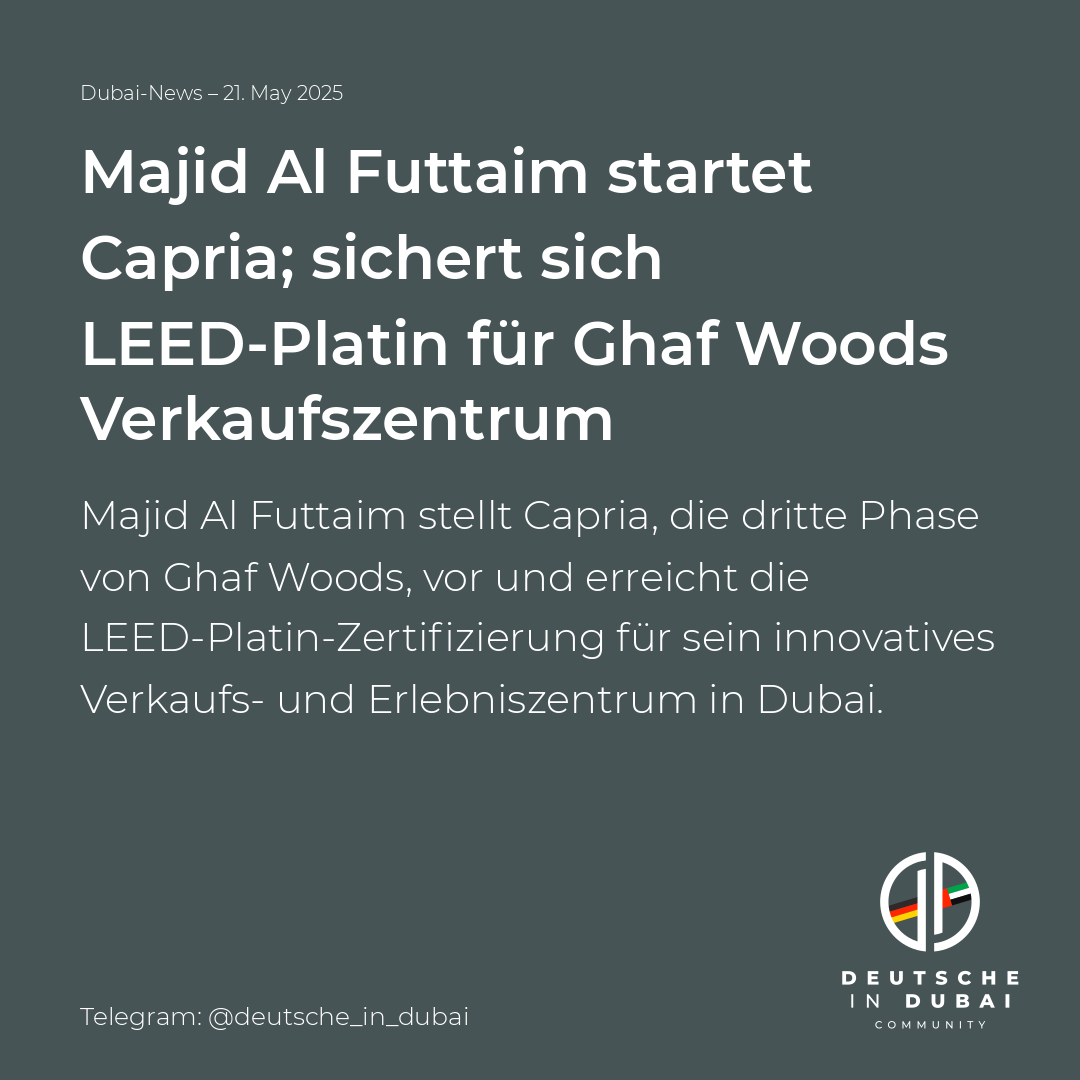 Dubai-News – 21. May 2025
Majid Al Futtaim startet
Capria; sichert sich
LEED-Platin für Ghaf Woods
Verkaufszentrum
Majid Al Futtaim stellt Capria, die dritte Phase
von Ghaf Woods, vor und erreicht die
LEED-Platin-Zertifizierung für sein innovatives
Verkaufs- und Erlebniszentrum in Dubai.
DEUTSCHE
IN DUBAI
COMMUNITY
Telegram: @deutsche_in_dubai